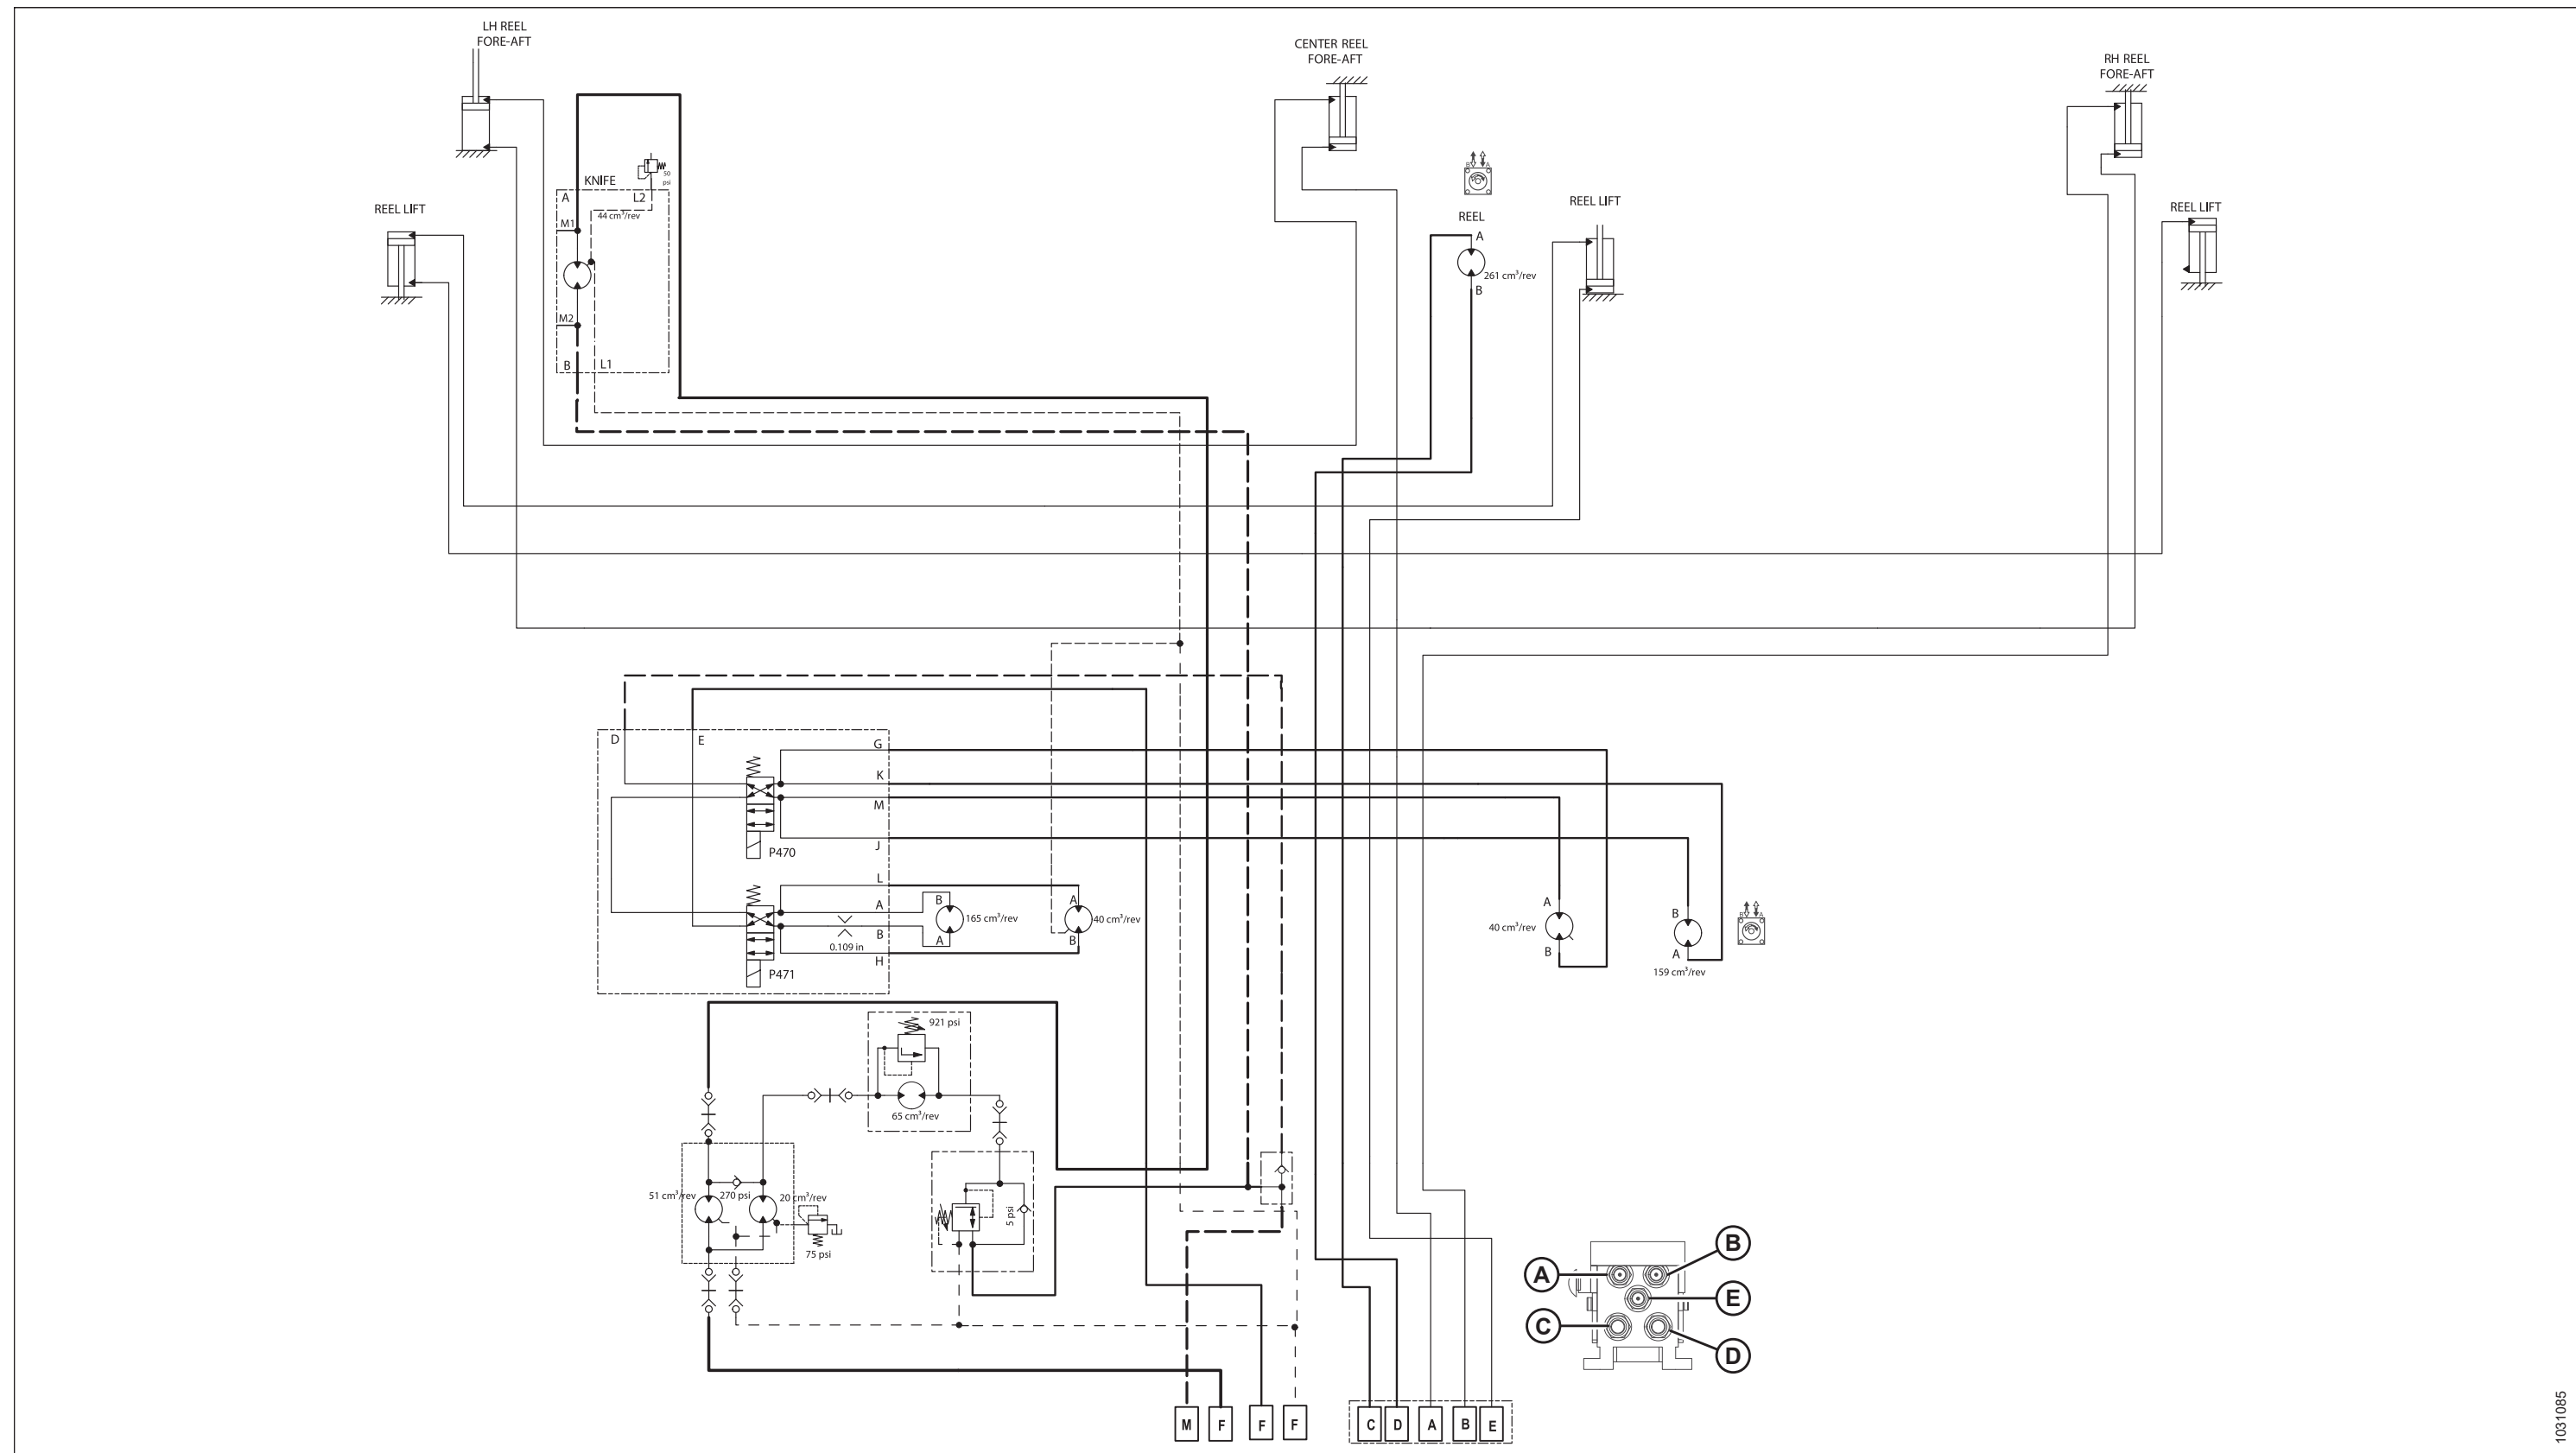 LH REEL
FORE-AFT
CENTER REEL
FORE-AFT
RH REEL
FORE-AFT
50
psi
KNIFE
A
L2
44 cm³/rev
M1
M2
B
L1
REEL LIFT
B
A
REEL
A
261 cm³/rev
B
REEL LIFT
REEL LIFT
D
E
G
K
M
J
P470
L
A
B
H
0.109 in
P471
B
165 cm³/rev
A
A
40 cm³/rev
B
A
40 cm³/rev
B
B
A
159 cm³/rev
B
A
921 psi
65 cm³/rev
51 cm³/rev
270 psi
20 cm³/rev
75 psi
5 psi
A
B
E
C
D
M
F
F
F
C
D
A
B
E
1031085